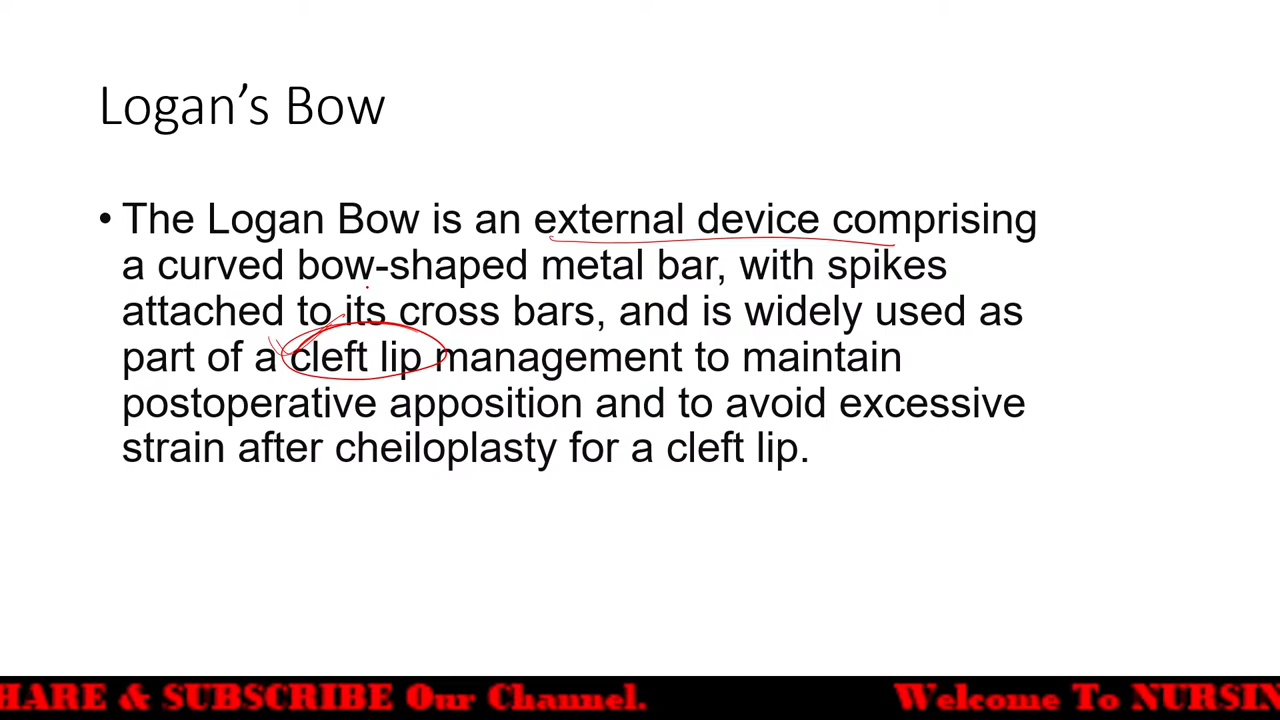 Logan’s Bow
• The Logan Bow is an external device comprising
a curved bow-shaped metal bar, with spikes
attached to its cross bars, and is widely used as
part of a cleft lip management to maintain
postoperative apposition and to avoid excessive
strain after cheiloplasty for a cleft lip.
HARE & SUBSCRIBE Our Channel. Welcome To NURSIN